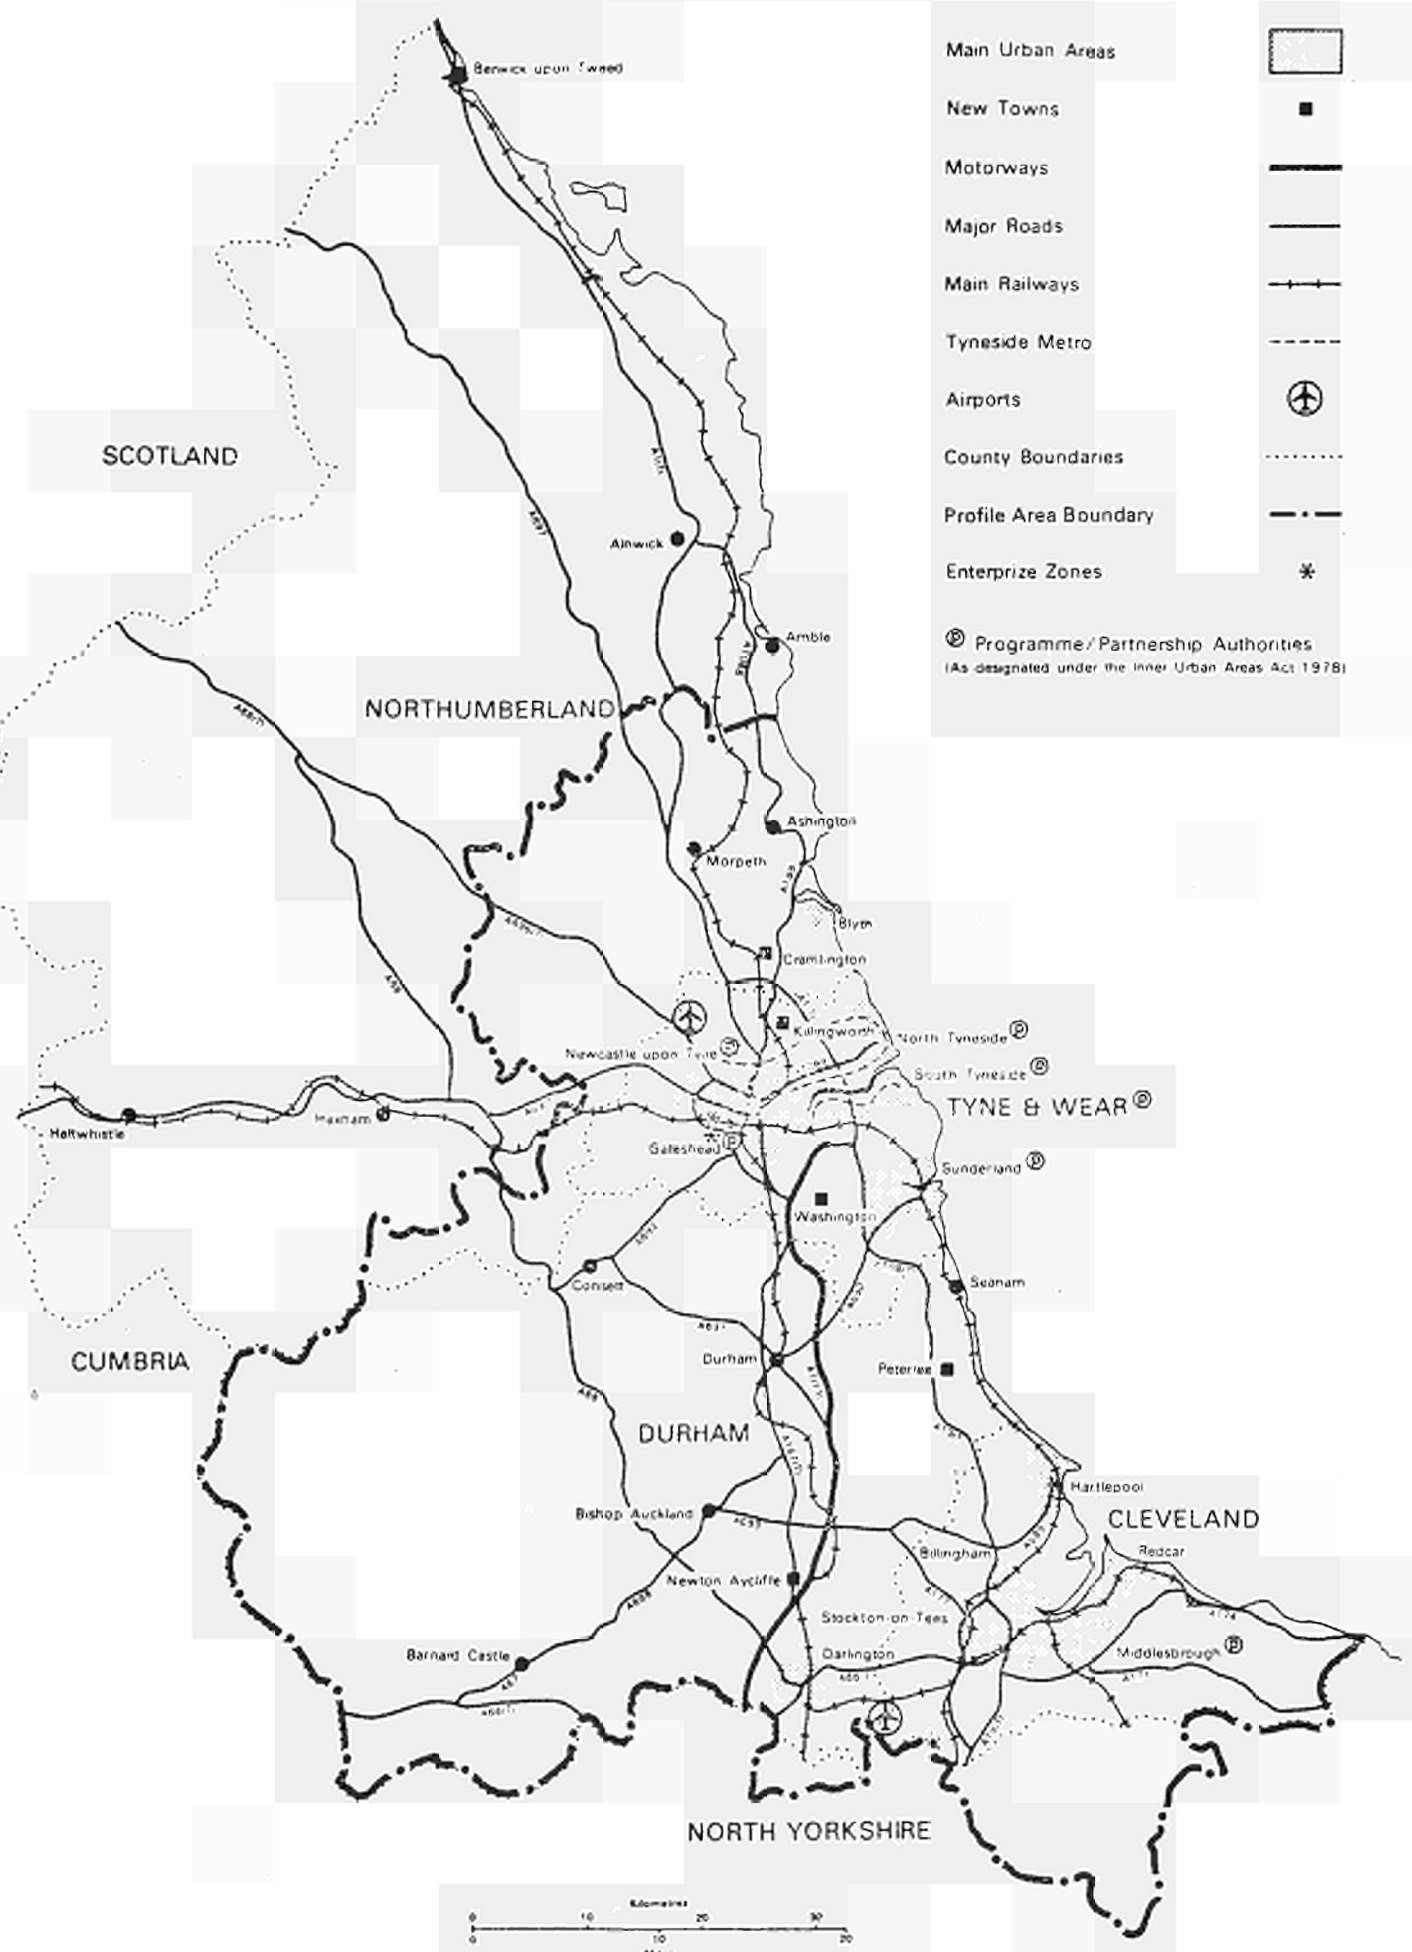 Main Urban Areas
New Towns
Motorways
Major Roads
Main Railways
Tyneside Metro
Airports
County Boundaries
Profile Area Boundary
Enterprize Zones
Ⓟ Programme/Partnership Authorities
(As designated under the Inner Urban Areas Act 1978)
Berwick upon Tweed
SCOTLAND
A697
Alnwick
Amble
NORTHUMBERLAND
Ashington
Morpeth
A189
Blyth
Cramlington
Killingworth
North Tyneside Ⓟ
Newcastle upon Tyne Ⓟ
South Tyneside Ⓟ
TYNE & WEAR Ⓟ
Haltwhistle
Hexham
Gateshead Ⓟ
Sunderland Ⓟ
Washington
Consett
Seaham
CUMBRIA
Durham
Peterlee
A68
DURHAM
Hartlepool
Bishop Auckland
CLEVELAND
Billingham
Redcar
Newton Aycliffe
A688
Stockton-on-Tees
Barnard Castle
Darlington
Middlesbrough Ⓟ
NORTH YORKSHIRE
Kilometres
0 10 20 30
0 10 20